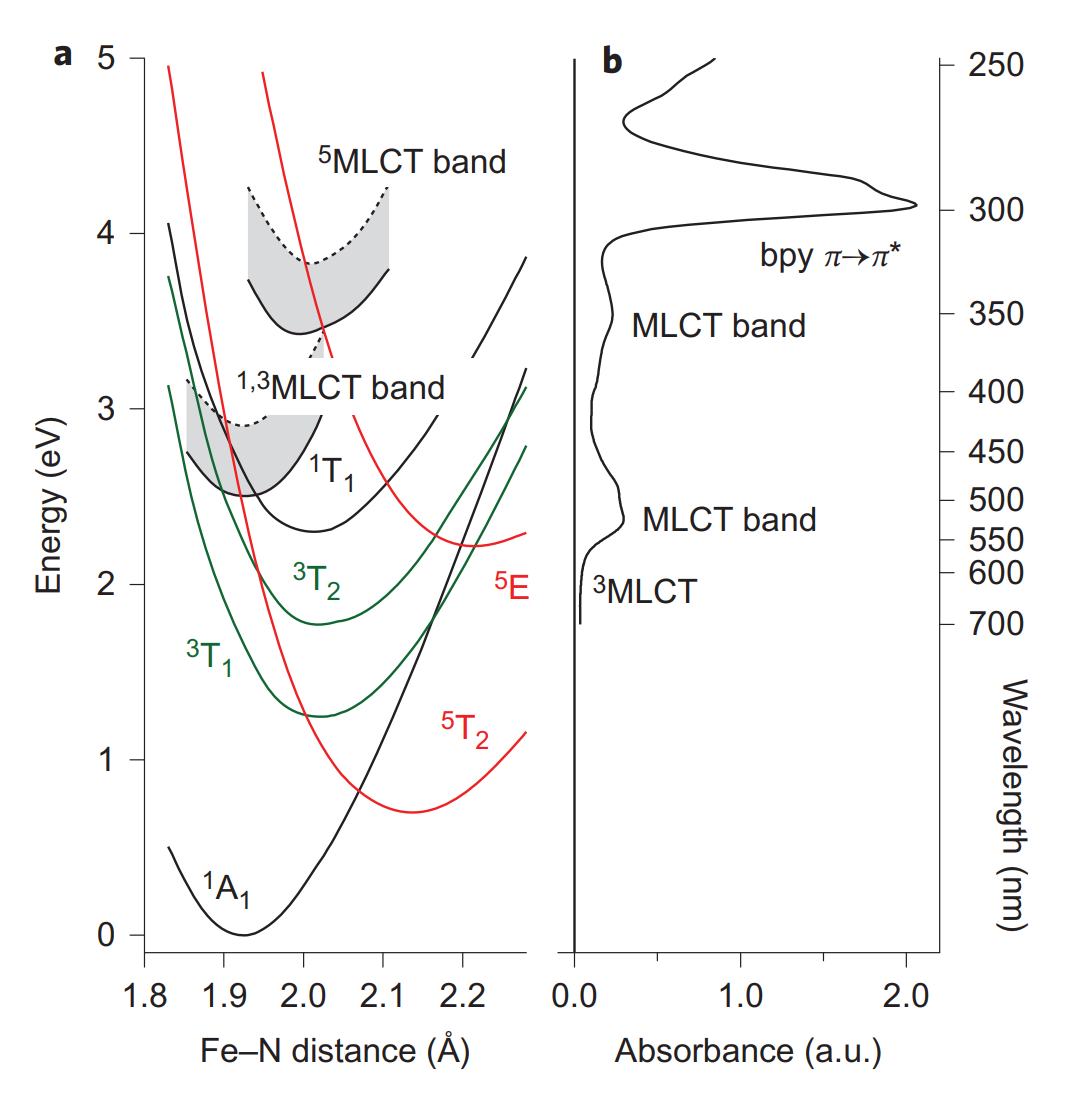 a
5
4
3
2
1
0
Energy (eV)
⁵MLCT band
¹,³MLCT band
¹T₁
³T₂
⁵E
³T₁
⁵T₂
¹A₁
1.8 1.9 2.0 2.1 2.2
Fe–N distance (Å)
b
250
300
350
400
450
500
550
600
700
Wavelength (nm)
bpy π→π*
MLCT band
MLCT band
³MLCT
0.0 1.0 2.0
Absorbance (a.u.)